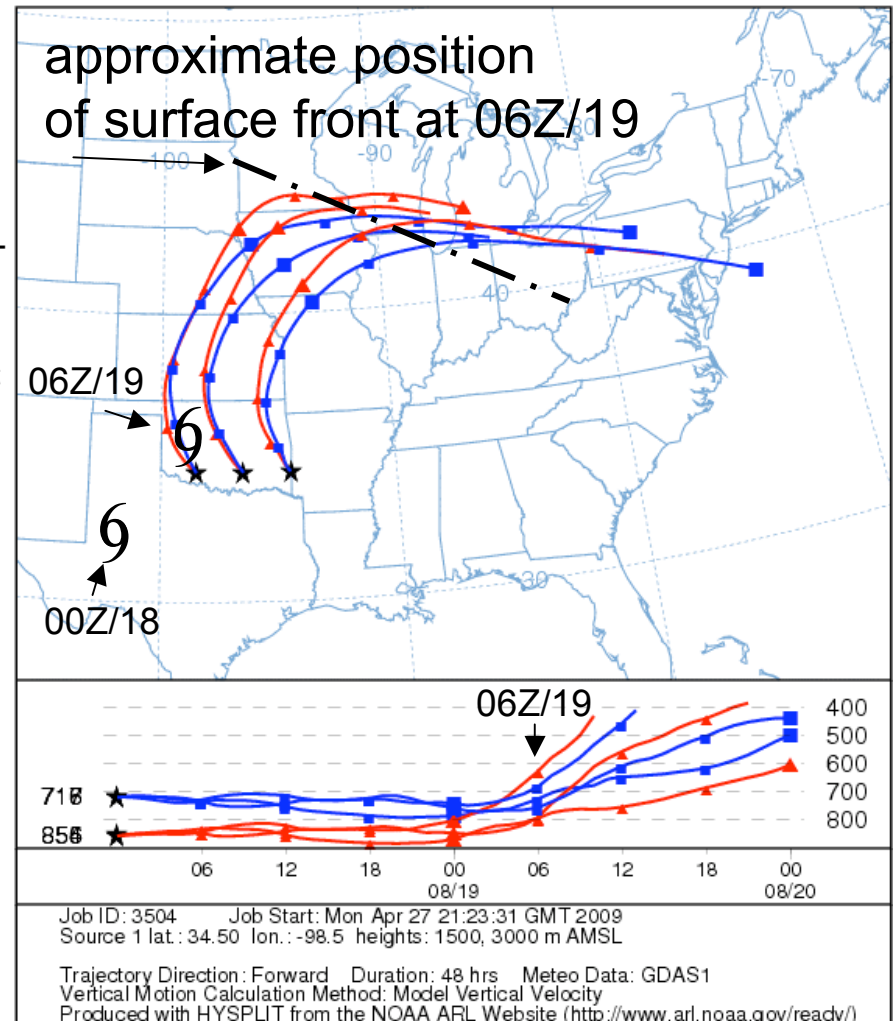 approximate position
of surface front at 06Z/19
-70
80
-100
-90
40
06Z/19
00Z/18
30
06Z/19
400
500
600
700
800
06 12 18 00 06 12 18 00
08/19 08/20
Job ID: 3504 Job Start: Mon Apr 27 21:23:31 GMT 2009
Source 1 lat.: 34.50 lon.: -98.5 heights: 1500, 3000 m AMSL
Trajectory Direction: Forward Duration: 48 hrs Meteo Data: GDAS1
Vertical Motion Calculation Method: Model Vertical Velocity
Produced with HYSPLIT from the NOAA ARL Website (http://www.arl.noaa.gov/ready/)